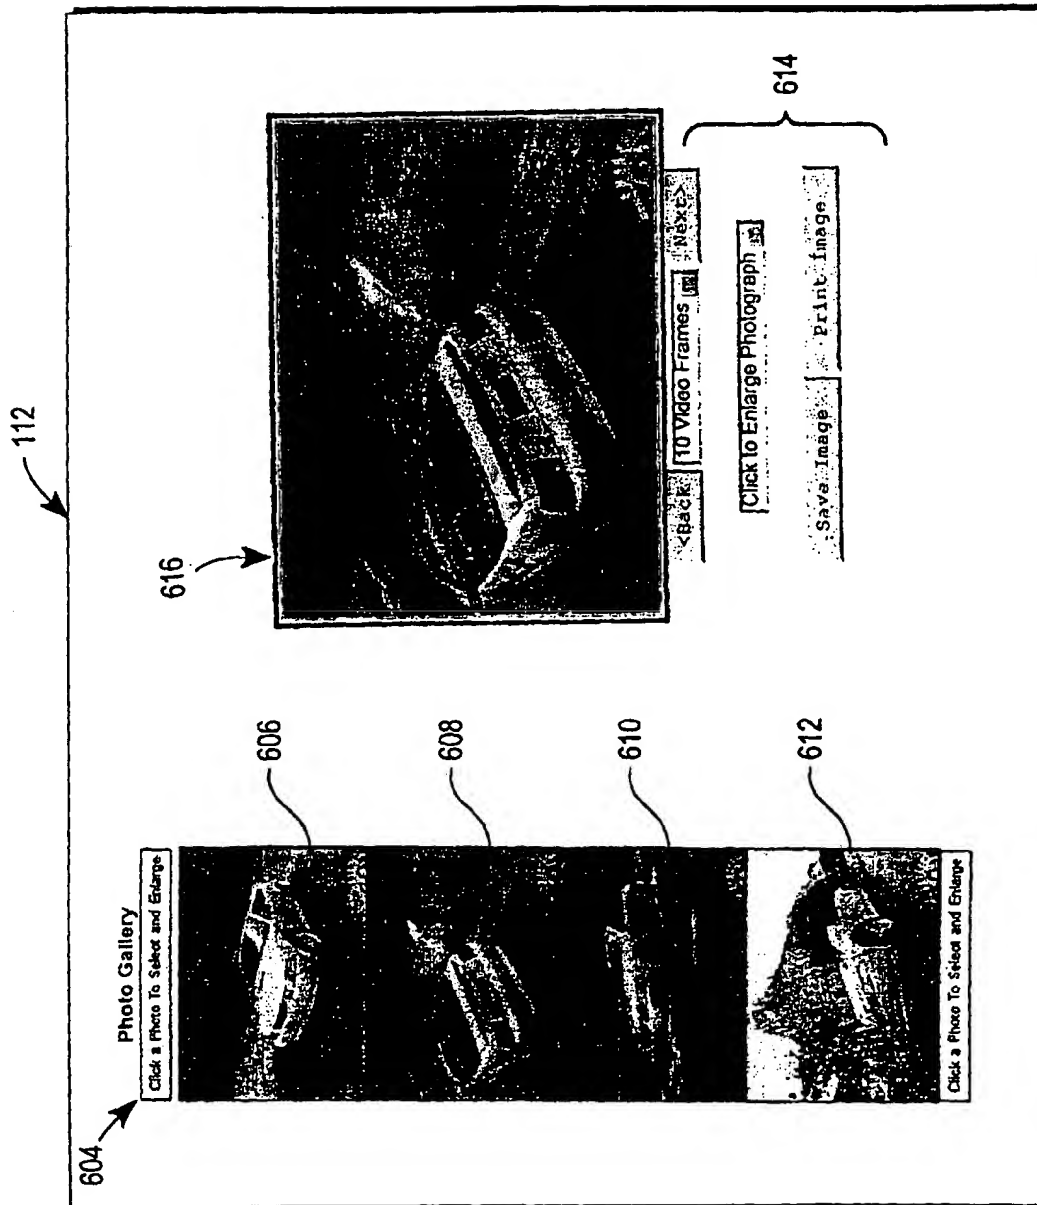 112
604
Photo Gallery
Click a Photo To Select and Enlarge
606
608
610
612
Click a Photo To Select and Enlarge
616
<Back
10 Video Frames
Next>
Click to Enlarge Photograph
Save Image
Print Image
614